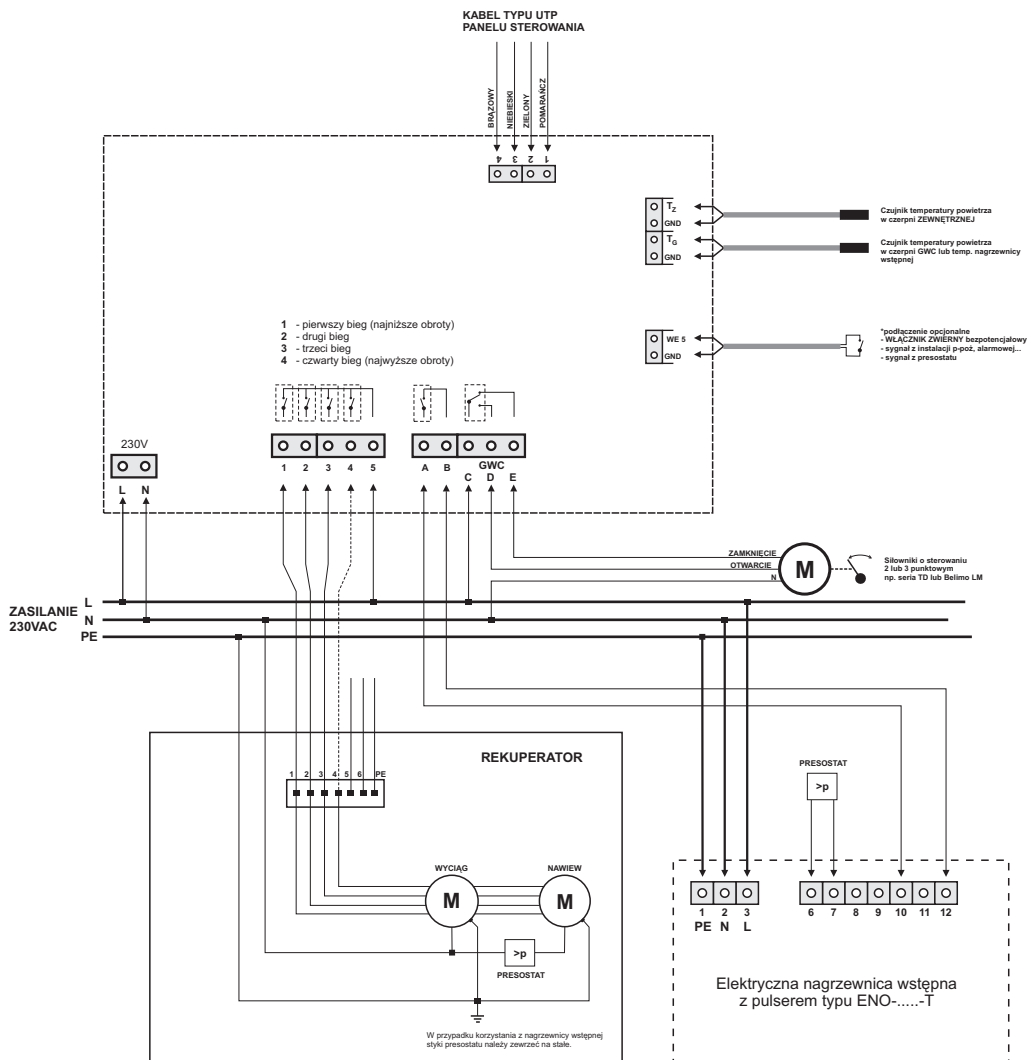 KABEL TYPU UTP
PANELU STEROWANIA
BRĄZOWY
NIEBIESKI
ZIELONY
POMARAŃCZ
4 3 2 1
TZ
GND
TG
GND
Czujnik temperatury powietrza
w czerpni ZEWNĘTRZNEJ
Czujnik temperatury powietrza
w czerpni GWC lub temp. nagrzewnicy
wstępnej
1 - pierwszy bieg (najniższe obroty)
2 - drugi bieg
3 - trzeci bieg
4 - czwarty bieg (najwyższe obroty)
WE 5
GND
*podłączenie opcjonalne
- WŁĄCZNIK ZWIERNY bezpotencjałowy
- sygnał z instalacji p-poż, alarmowej...
- sygnał z presostatu
230V
L N
1 2 3 4 5
A B
GWC
C D E
ZAMKNIĘCIE
OTWARCIE
N
M
Siłowniki o sterowaniu
2 lub 3 punktowym
np. seria TD lub Belimo LM
ZASILANIE
230VAC
L
N
PE
REKUPERATOR
1 2 3 4 5 6 PE
WYCIĄG
NAWIEW
M
M
>p
PRESOSTAT
W przypadku korzystania z nagrzewnicy wstępnej
styki presostatu należy zewrzeć na stałe.
PRESOSTAT
>p
1 2 3
PE N L
6 7 8 9 10 11 12
Elektryczna nagrzewnica wstępna
z pulserem typu ENO-.....-T